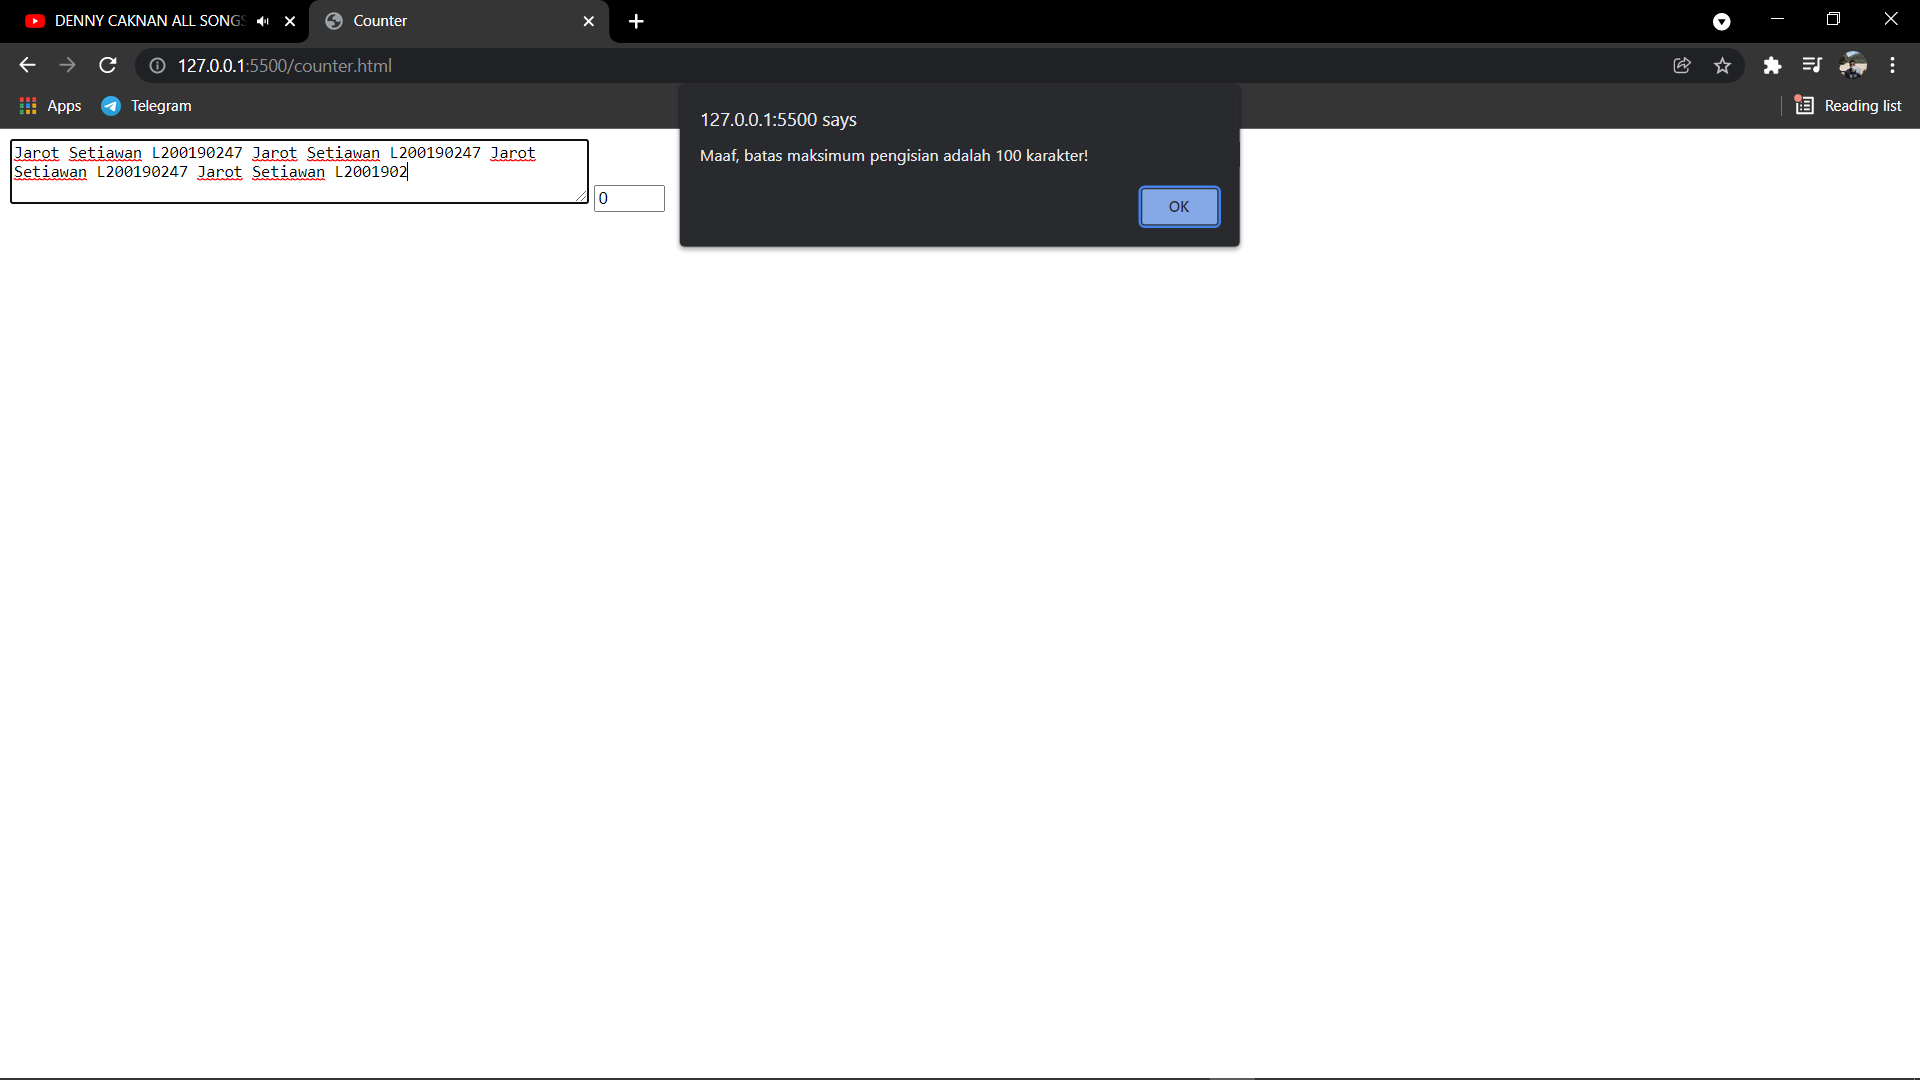 DENNY CAKNAN ALL SONGS
Counter
127.0.0.1:5500/counter.html
Apps
Telegram
Reading list
127.0.0.1:5500 says
Maaf, batas maksimum pengisian adalah 100 karakter!
OK
Jarot Setiawan L200190247 Jarot Setiawan L200190247 Jarot
Setiawan L200190247 Jarot Setiawan L2001902
0